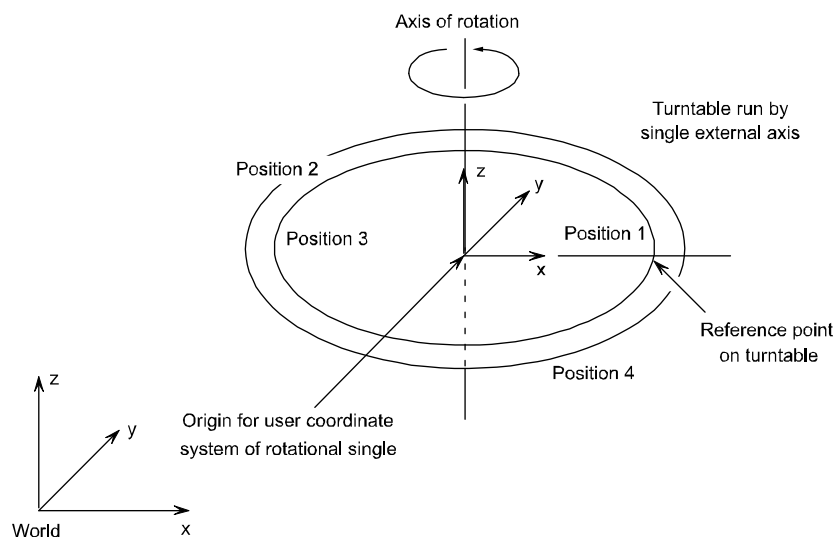 Axis of rotation
Turntable run by
single external axis
Position 2
z
y
Position 3
Position 1
x
Reference point
on turntable
Position 4
z
y
Origin for user coordinate
system of rotational single
World
x